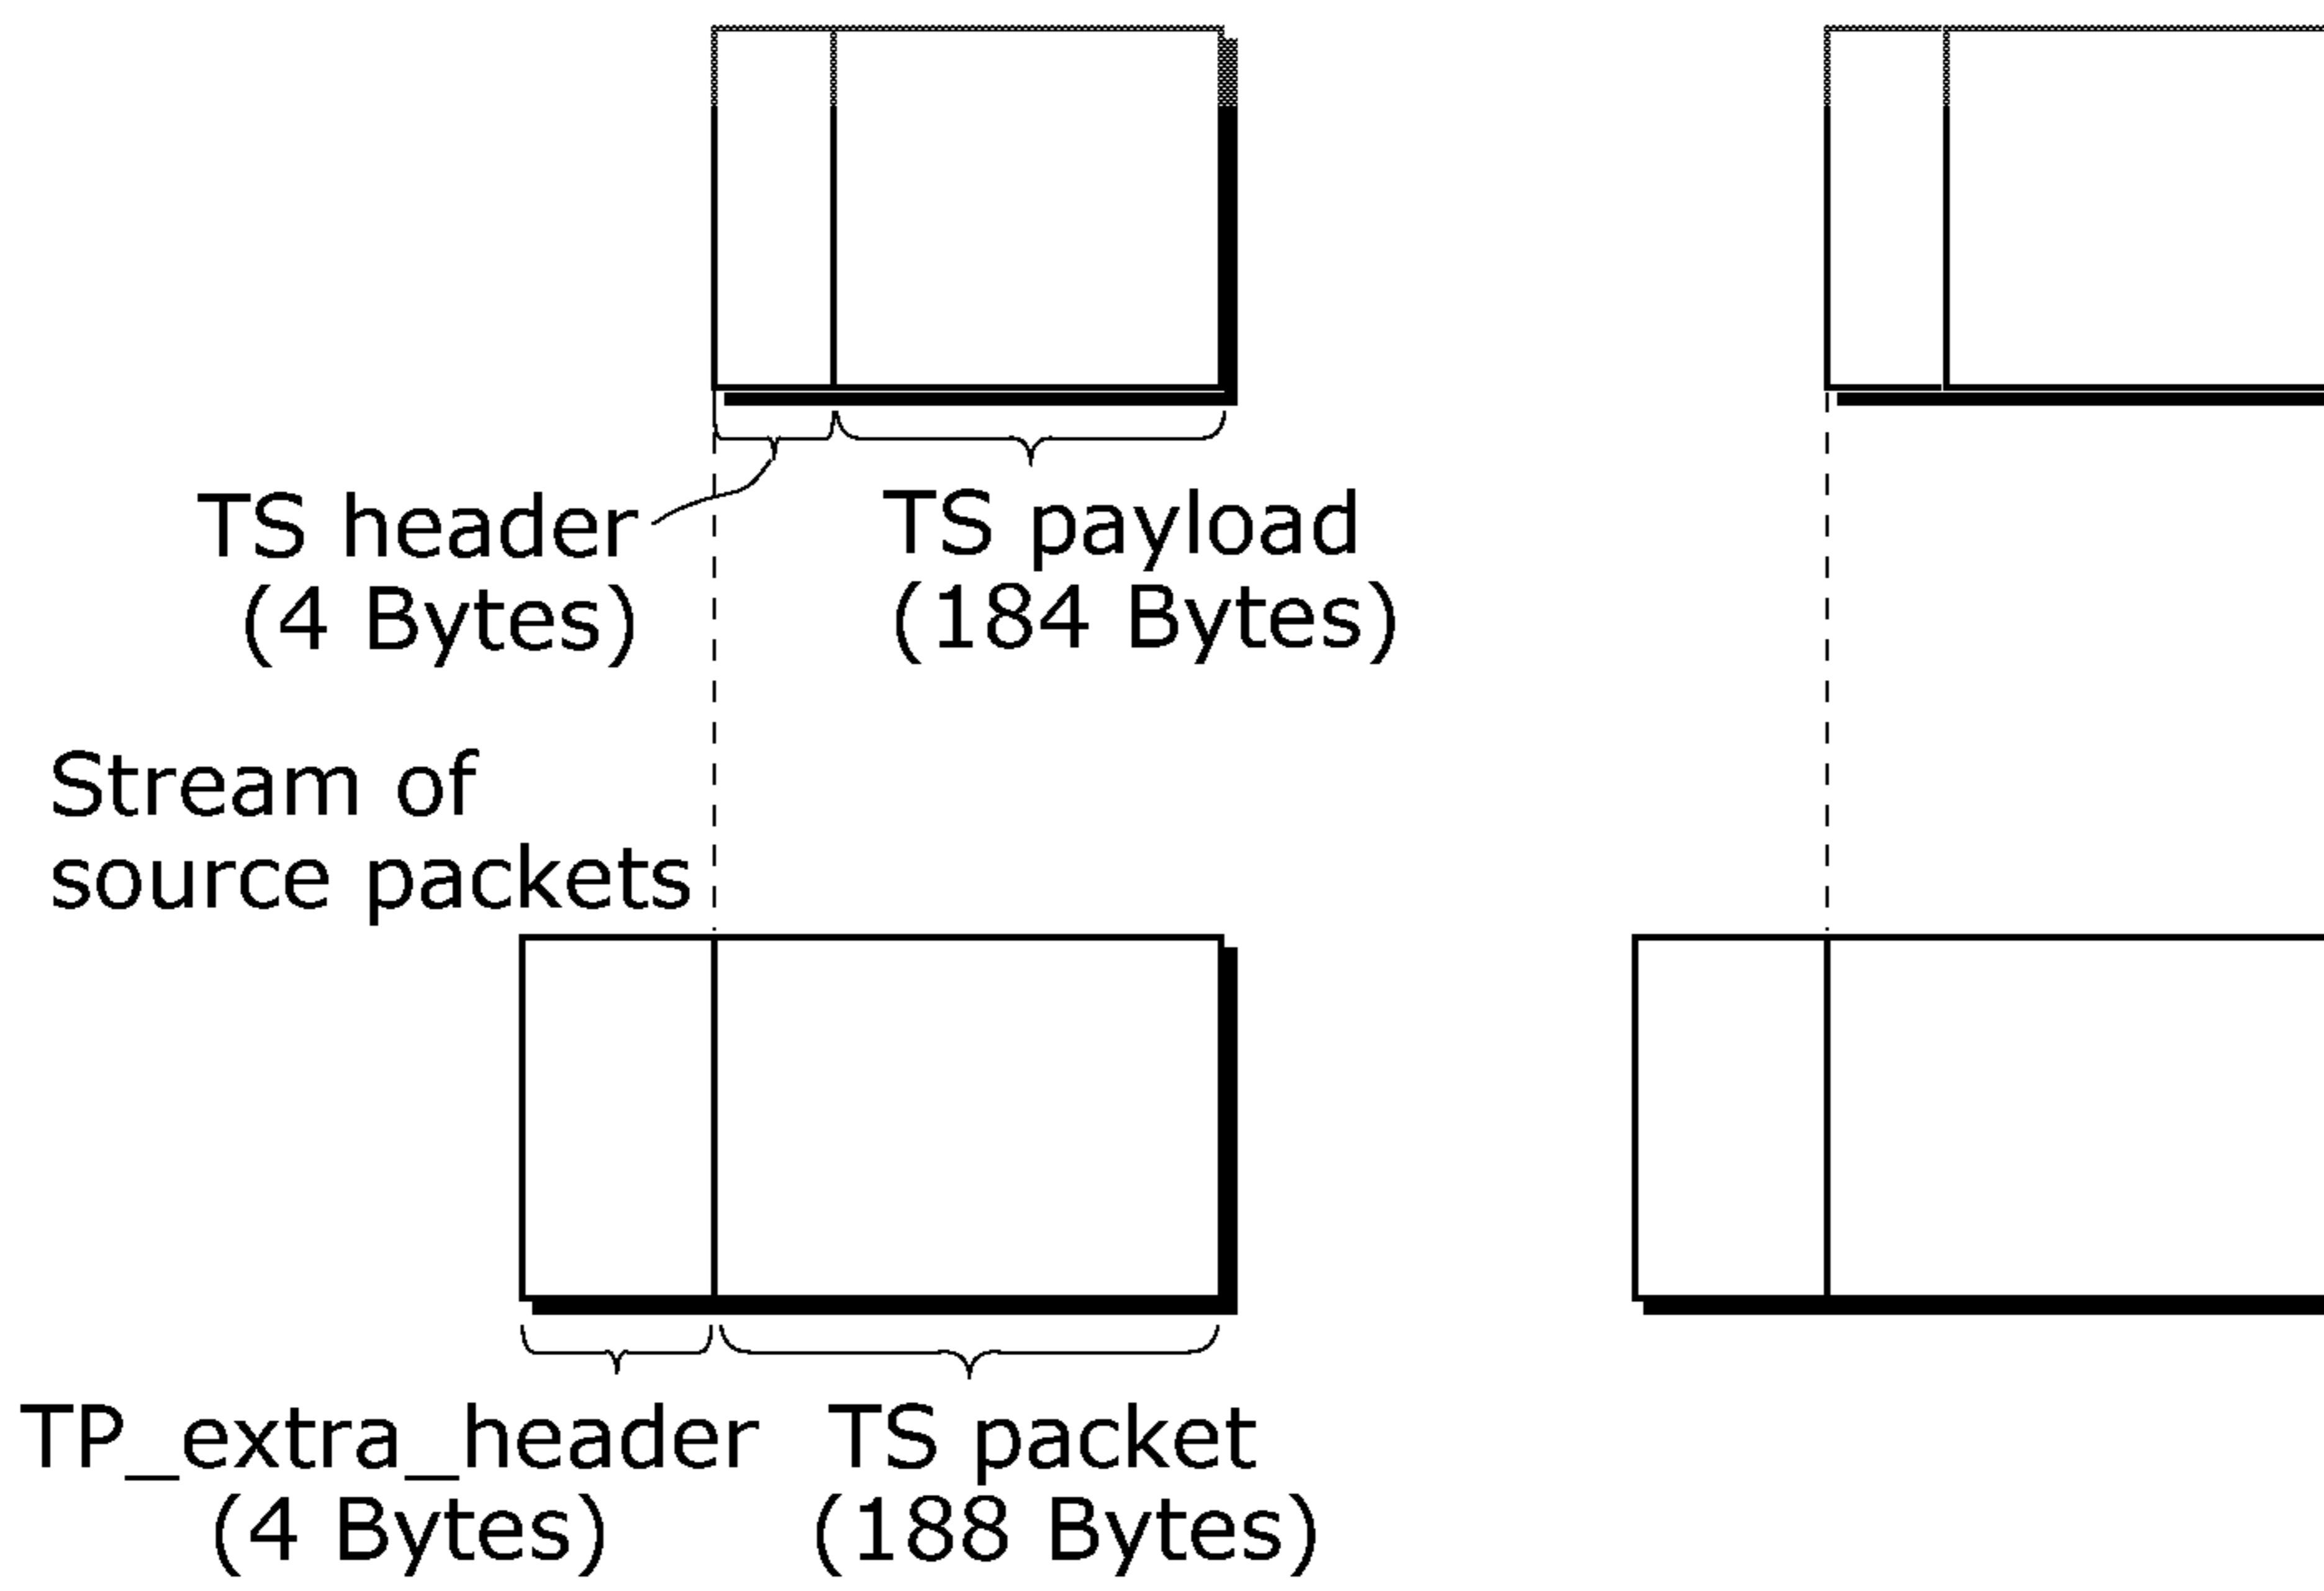 TS header
(4 Bytes)
TS payload
(184 Bytes)
Stream of
source packets
TP_extra_header
(4 Bytes)
TS packet
(188 Bytes)